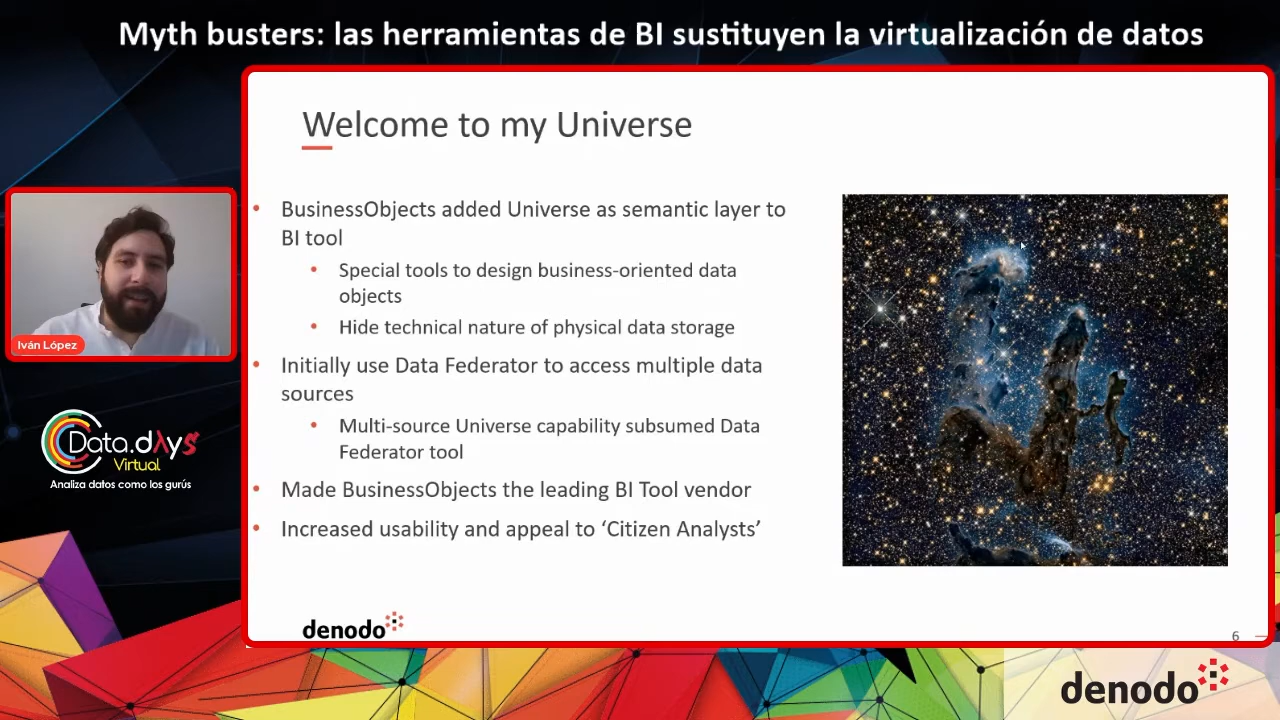 Myth busters: las herramientas de BI sustituyen la virtualización de datos
Welcome to my Universe
• BusinessObjects added Universe as semantic layer to
BI tool
• Special tools to design business-oriented data
objects
• Hide technical nature of physical data storage
• Initially use Data Federator to access multiple data
sources
• Multi-source Universe capability subsumed Data
Federator tool
• Made BusinessObjects the leading BI Tool vendor
• Increased usability and appeal to ‘Citizen Analysts’
denodo
6
Iván López
Data.dλys
Virtual
Analiza datos como los gurús
denodo